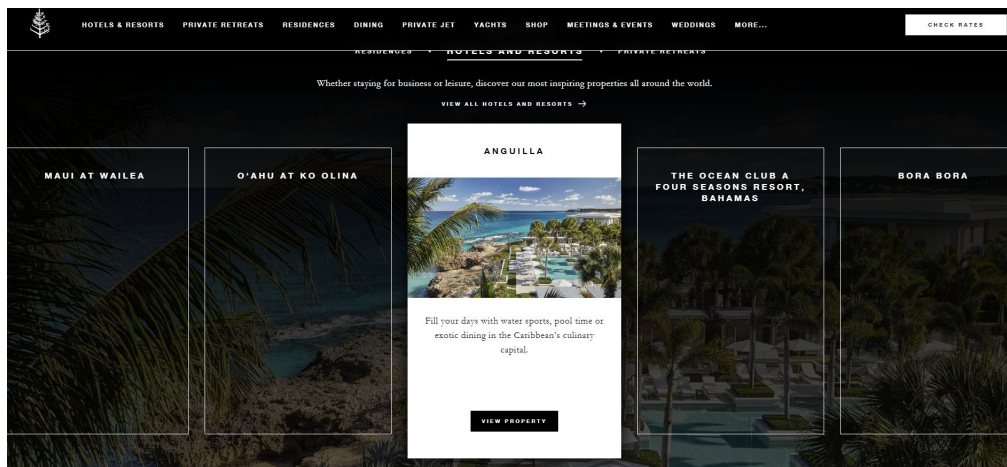 HOTELS & RESORTS PRIVATE RETREATS RESIDENCES DINING PRIVATE JET YACHTS SHOP MEETINGS & EVENTS WEDDINGS MORE... CHECK RATES
RESIDENCES • HOTELS AND RESORTS • PRIVATE RETREATS
Whether staying for business or leisure, discover our most inspiring properties all around the world.
VIEW ALL HOTELS AND RESORTS →
MAUI AT WAILEA
O'AHU AT KO OLINA
ANGUILLA
Fill your days with water sports, pool time or
exotic dining in the Caribbean's culinary
capital.
VIEW PROPERTY
THE OCEAN CLUB A
FOUR SEASONS RESORT,
BAHAMAS
BORA BORA